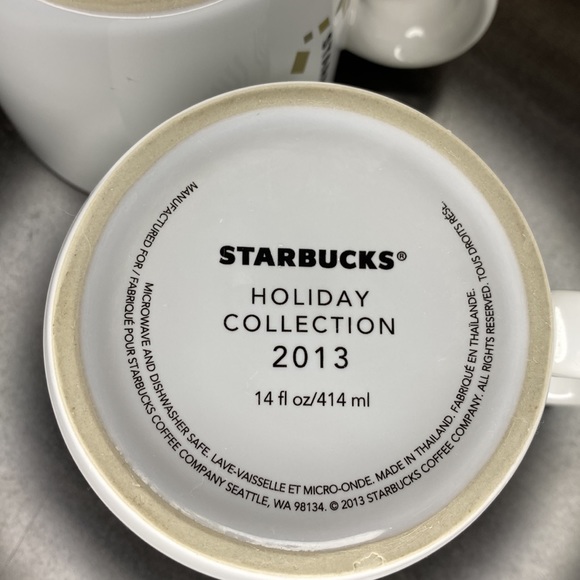 STARBUCKS®
HOLIDAY
COLLECTION
2013
14 fl oz/414 ml
MICROWAVE AND DISHWASHER SAFE. LAVE-VAISSELLE ET MICRO-ONDE. MADE IN THAILAND. FABRIQUÉ EN THAÏLANDE.
MANUFACTURED FOR / FABRIQUÉ POUR STARBUCKS COFFEE COMPANY SEATTLE, WA 98134. © 2013 STARBUCKS COFFEE COMPANY. ALL RIGHTS RESERVED. TOUS DROITS